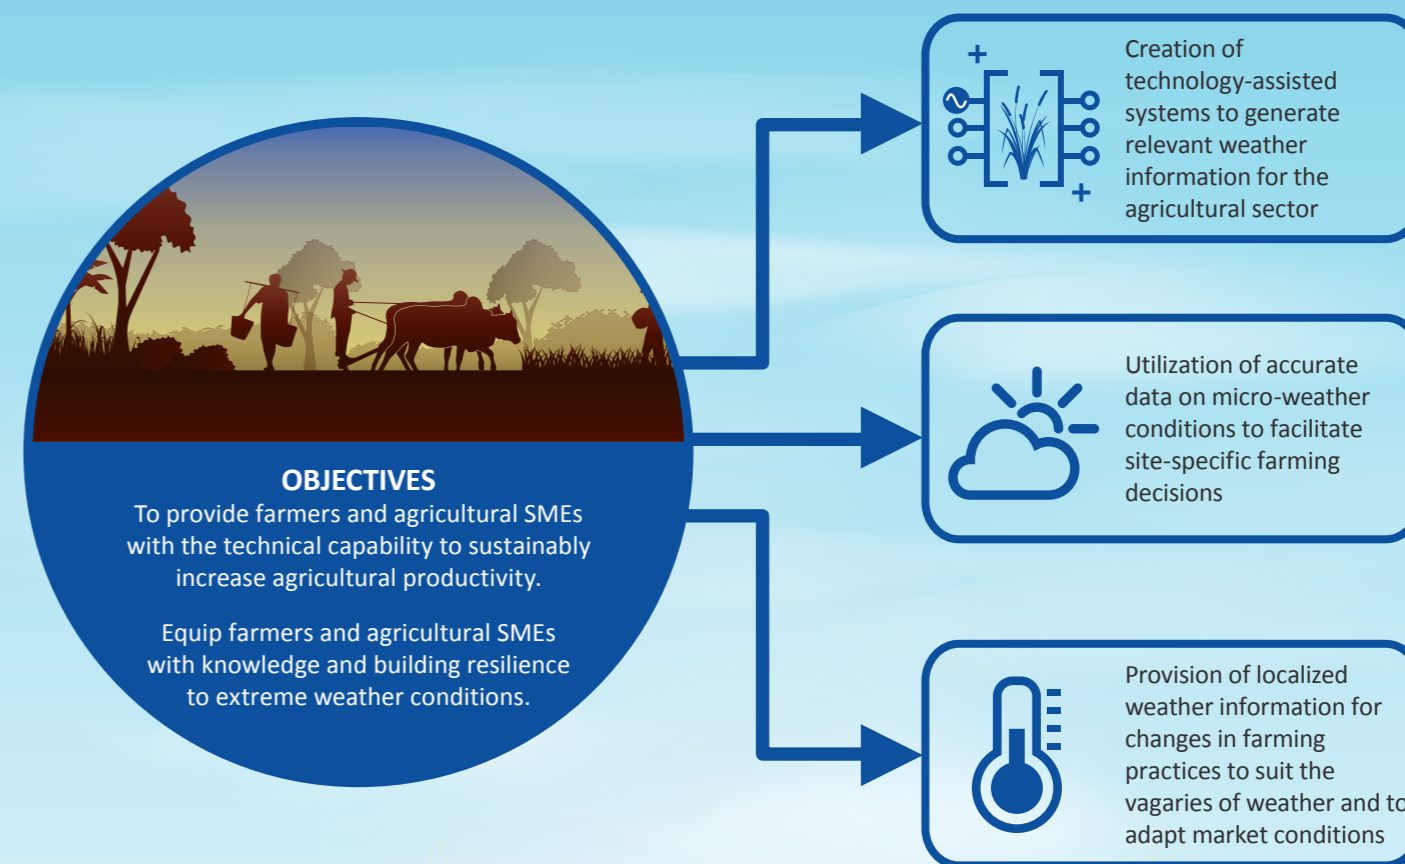 OBJECTIVES
To provide farmers and agricultural SMEs
with the technical capability to sustainably
increase agricultural productivity.
Equip farmers and agricultural SMEs
with knowledge and building resilience
to extreme weather conditions.
Creation of
technology-assisted
systems to generate
relevant weather
information for the
agricultural sector
Utilization of accurate
data on micro-weather
conditions to facilitate
site-specific farming
decisions
Provision of localized
weather information for
changes in farming
practices to suit the
vagaries of weather and to
adapt market conditions